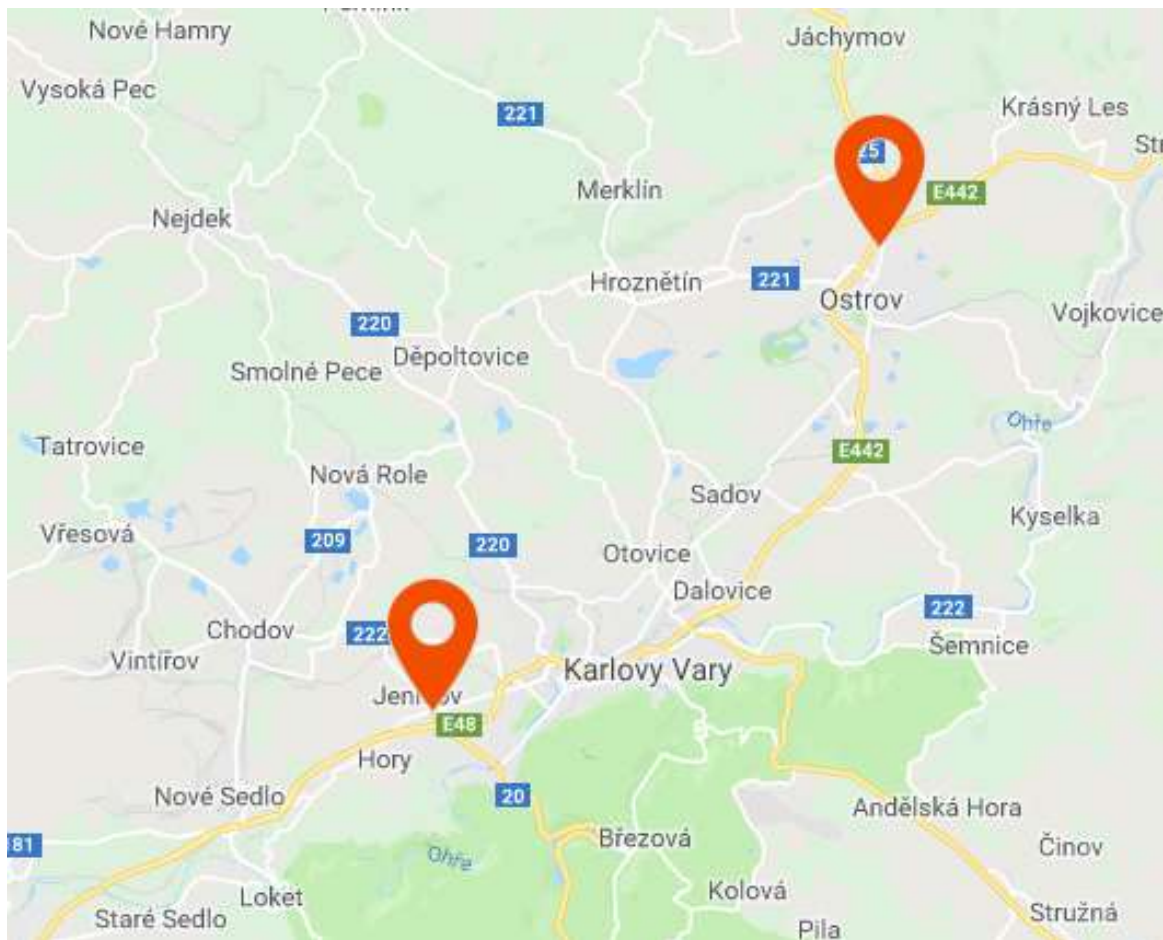 Nové Hamry
Jáchymov
Vysoká Pec
Krásný Les
221
Merklín
E442
Nejdek
Hroznětín
221
Ostrov
Vojkovice
220
Děpoltovice
Smolné Pece
Ohře
Tatrovice
E442
Nová Role
Sadov
Kyselka
Vřesová
209
220
Otovice
Dalovice
222
Chodov
222
Šemnice
Vintířov
Karlovy Vary
E48
Hory
Nové Sedlo
20
Andělská Hora
Březová
Činov
Ohře
Kolová
Loket
Stružná
Staré Sedlo
Pila